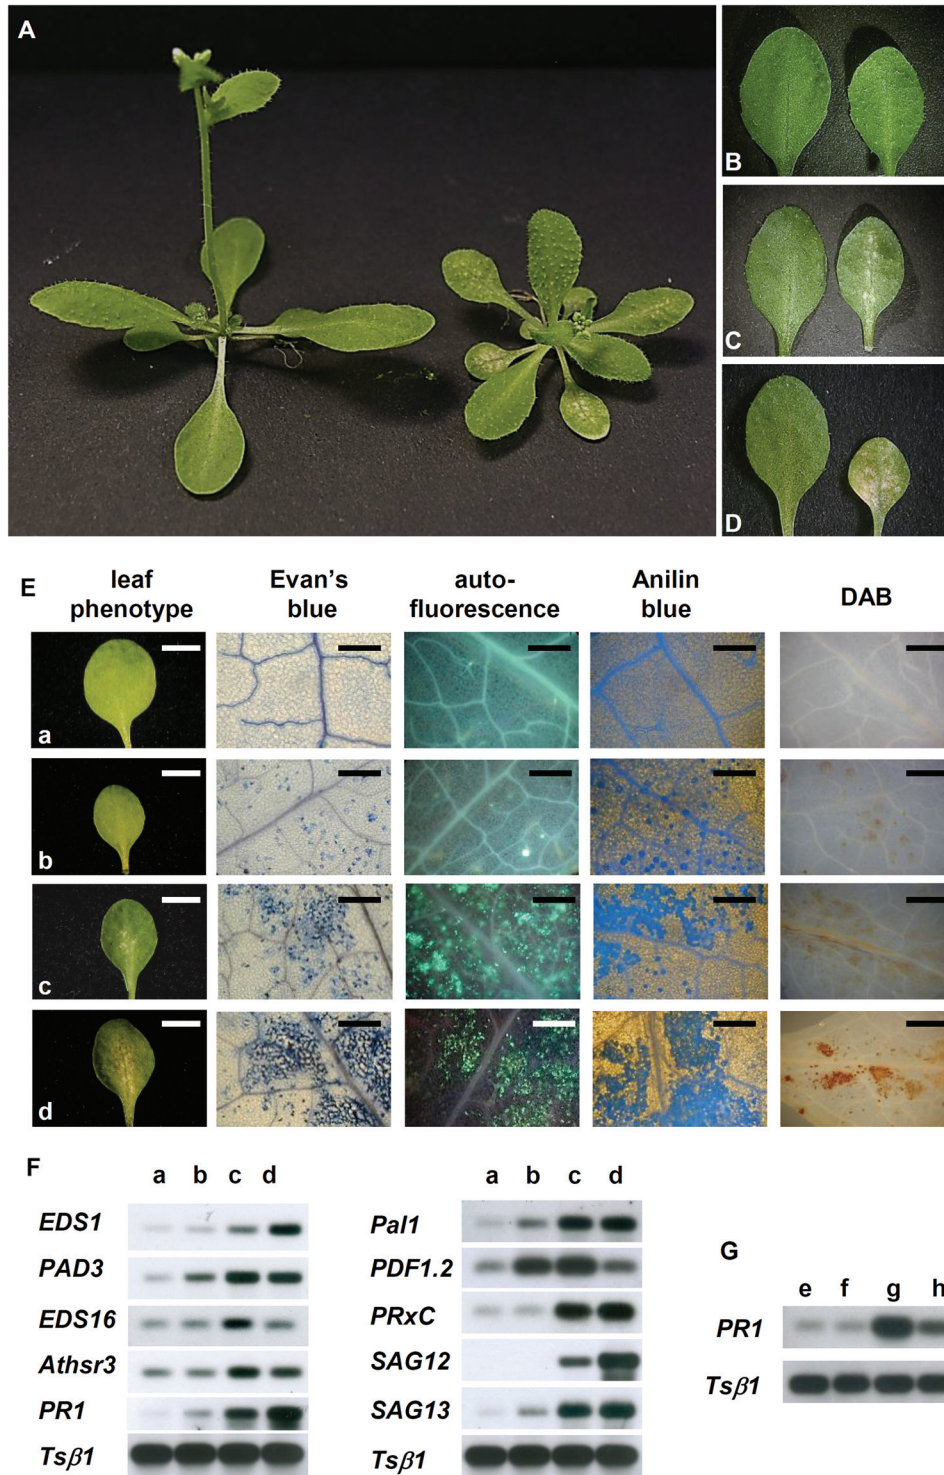 A
B
C
D
E
leaf phenotype
Evan's blue
auto-fluorescence
Anilin blue
DAB
a
b
c
d
F
a b c d
EDS1
PAD3
EDS16
Athsr3
PR1
Tsβ1
a b c d
Pal1
PDF1.2
PRxC
SAG12
SAG13
Tsβ1
G
e f g h
PR1
Tsβ1